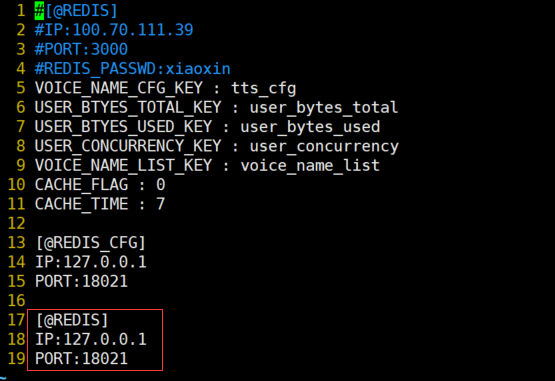 1 #[@REDIS]
2 #IP:100.70.111.39
3 #PORT:3000
4 #REDIS_PASSWD:xiaoxin
5 VOICE_NAME_CFG_KEY : tts_cfg
6 USER_BTYES_TOTAL_KEY : user_bytes_total
7 USER_BTYES_USED_KEY : user_bytes_used
8 USER_CONCURRENCY_KEY : user_concurrency
9 VOICE_NAME_LIST_KEY : voice_name_list
10 CACHE_FLAG : 0
11 CACHE_TIME : 7
12
13 [@REDIS_CFG]
14 IP:127.0.0.1
15 PORT:18021
16
17 [@REDIS]
18 IP:127.0.0.1
19 PORT:18021
~